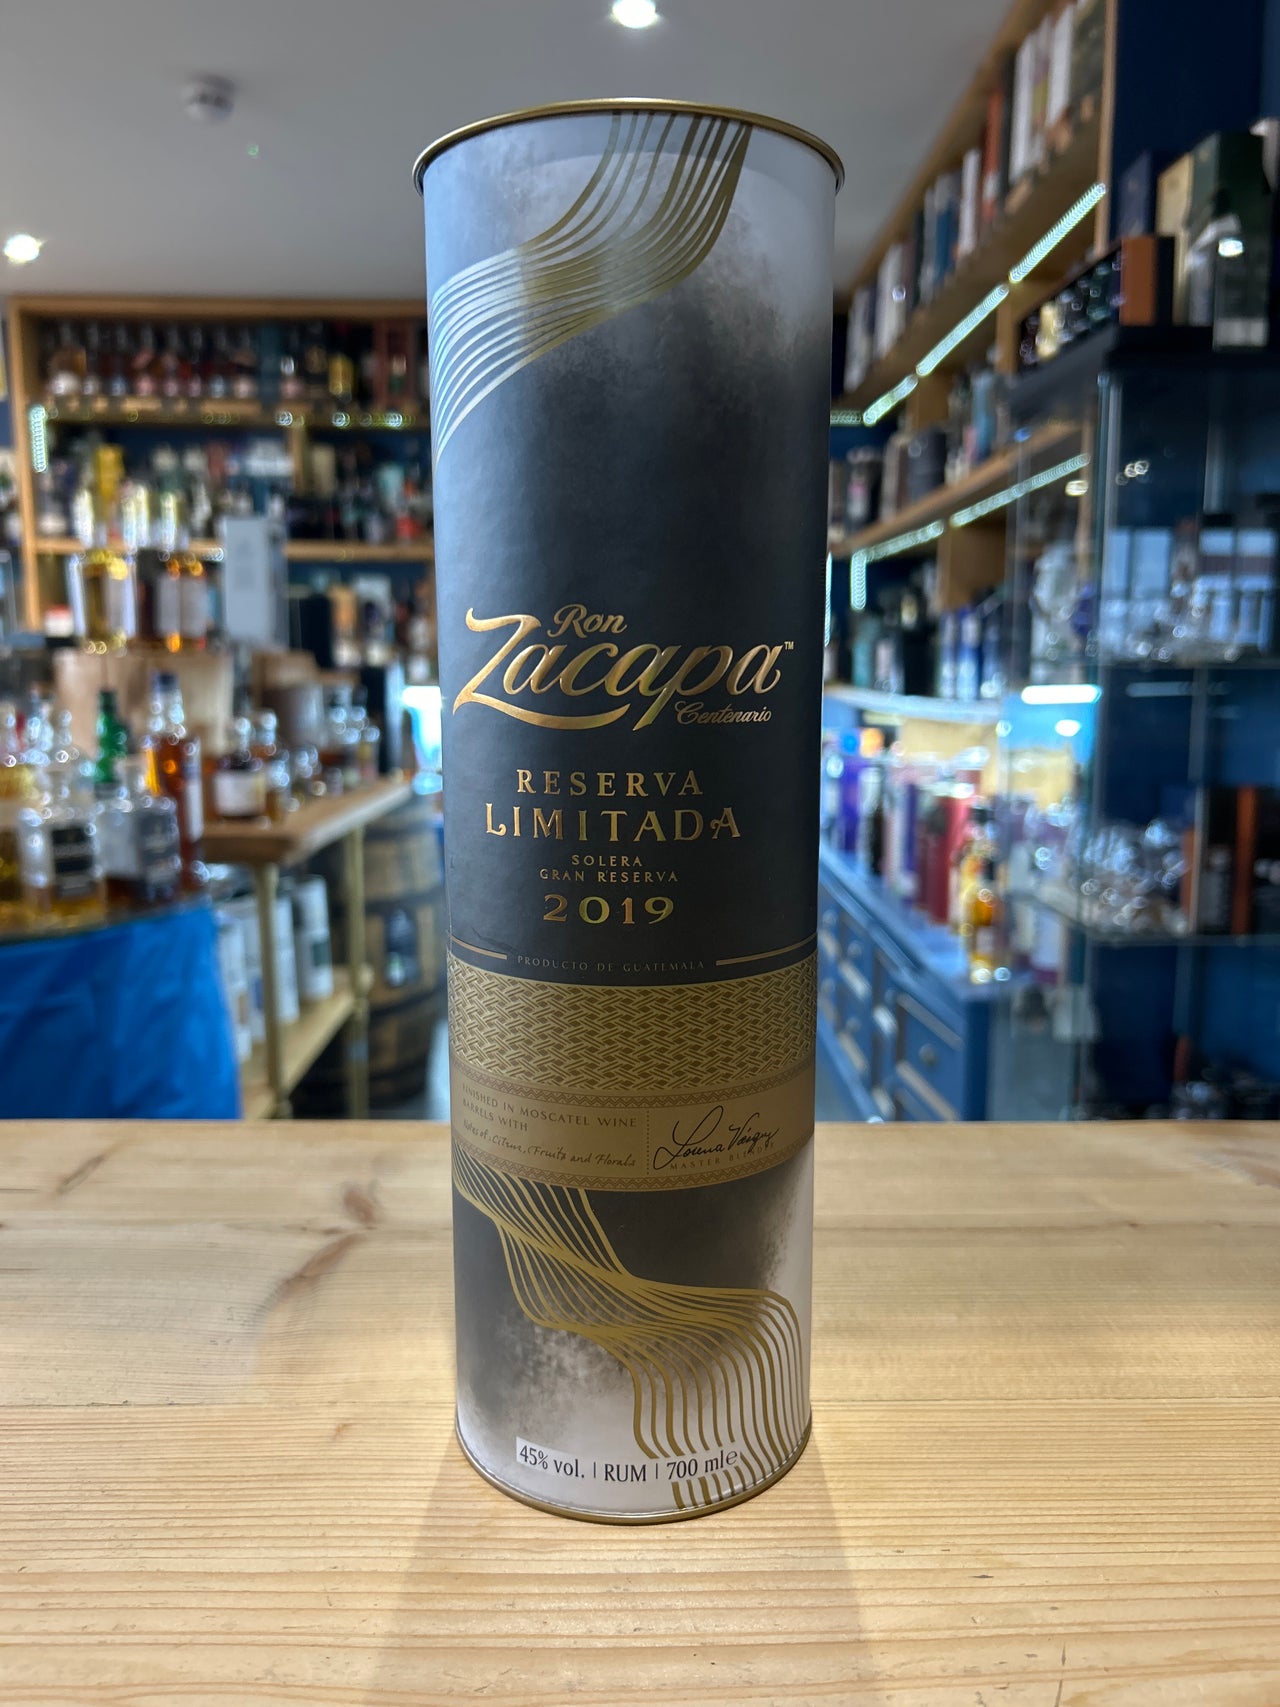 Ron
Zacapa™
Centenario
RESERVA
LIMITADA
SOLERA
GRAN RESERVA
2019
PRODUCTO DE GUATEMALA
FINISHED IN MOSCATEL WINE
BARRELS WITH
Notes of: Citrus, Fruits and Florals
Lorena Vásquez
MASTER BLENDER
45% vol. | RUM | 700 ml e